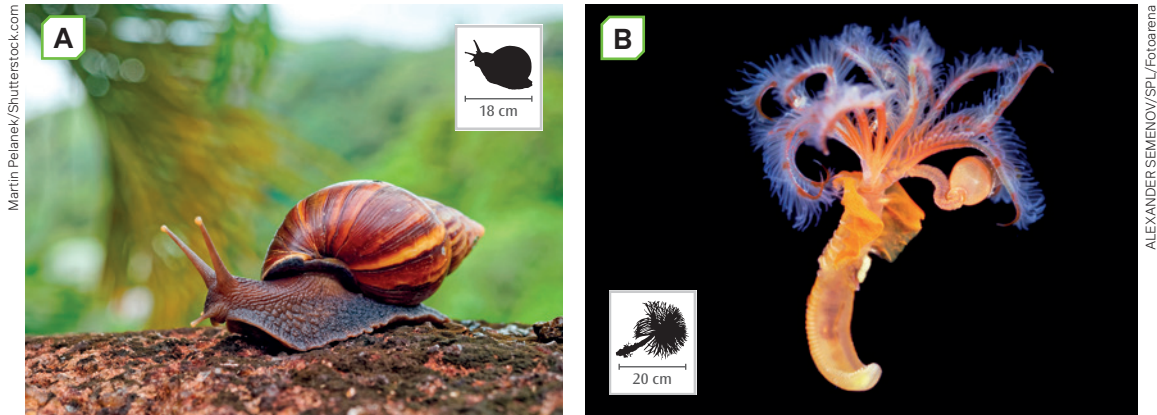 Martin Pelanek/Shutterstock.com
A
18 cm
B
20 cm
ALEXANDER SEMENOV/SPL/Fotoarena